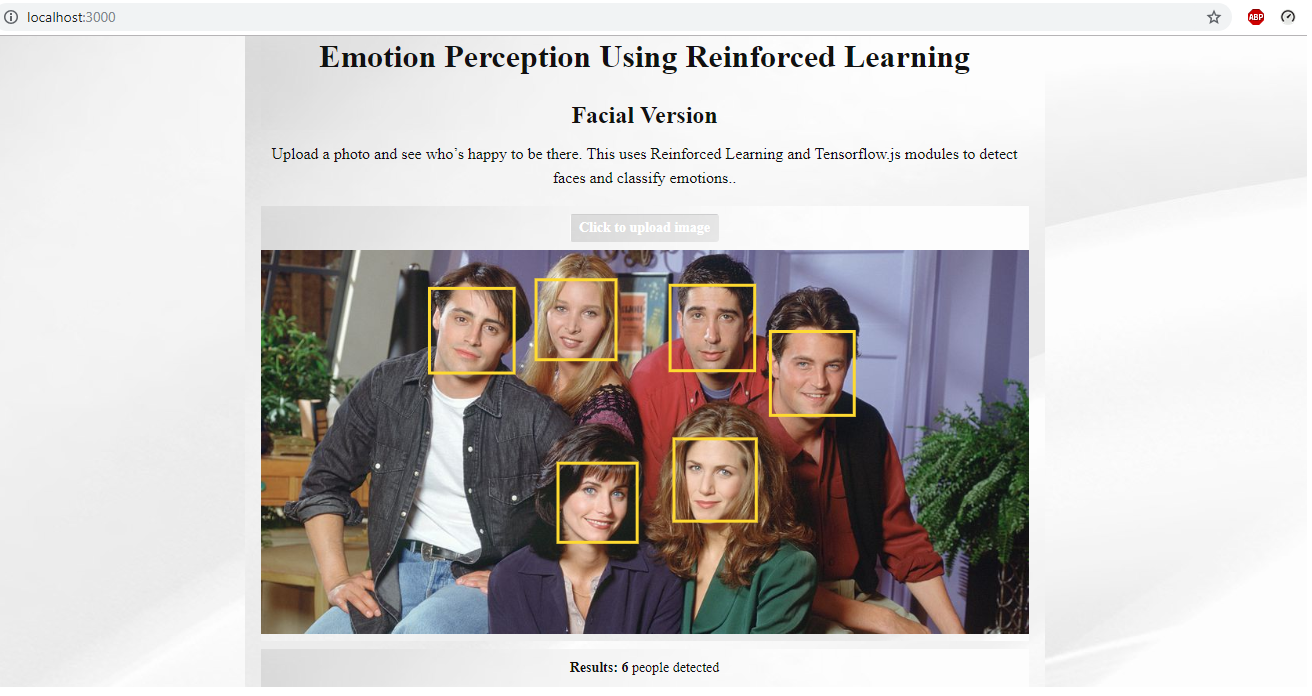 localhost:3000
ABP
Emotion Perception Using Reinforced Learning
Facial Version
Upload a photo and see who’s happy to be there. This uses Reinforced Learning and Tensorflow.js modules to detect
faces and classify emotions..
Click to upload image
Results: 6 people detected